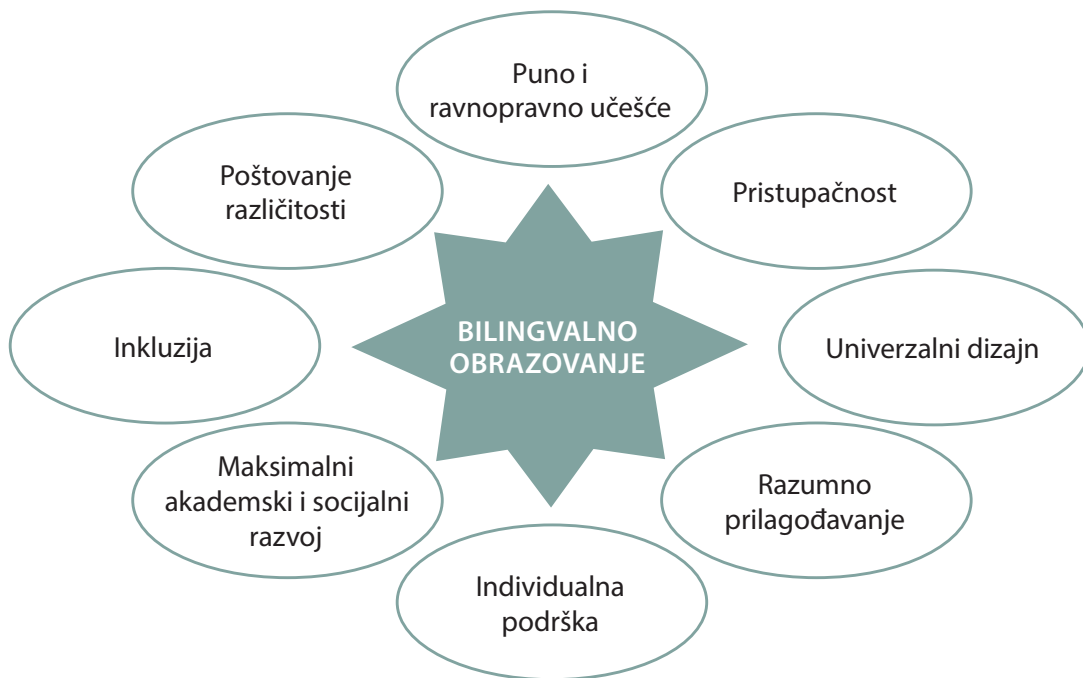 Puno i
ravnopravno učešće
Poštovanje
različitosti
Pristupačnost
Inkluzija
BILINGVALNO
OBRAZOVANJE
Univerzalni dizajn
Maksimalni
akademski i socijalni
razvoj
Razumno
prilagođavanje
Individualna
podrška